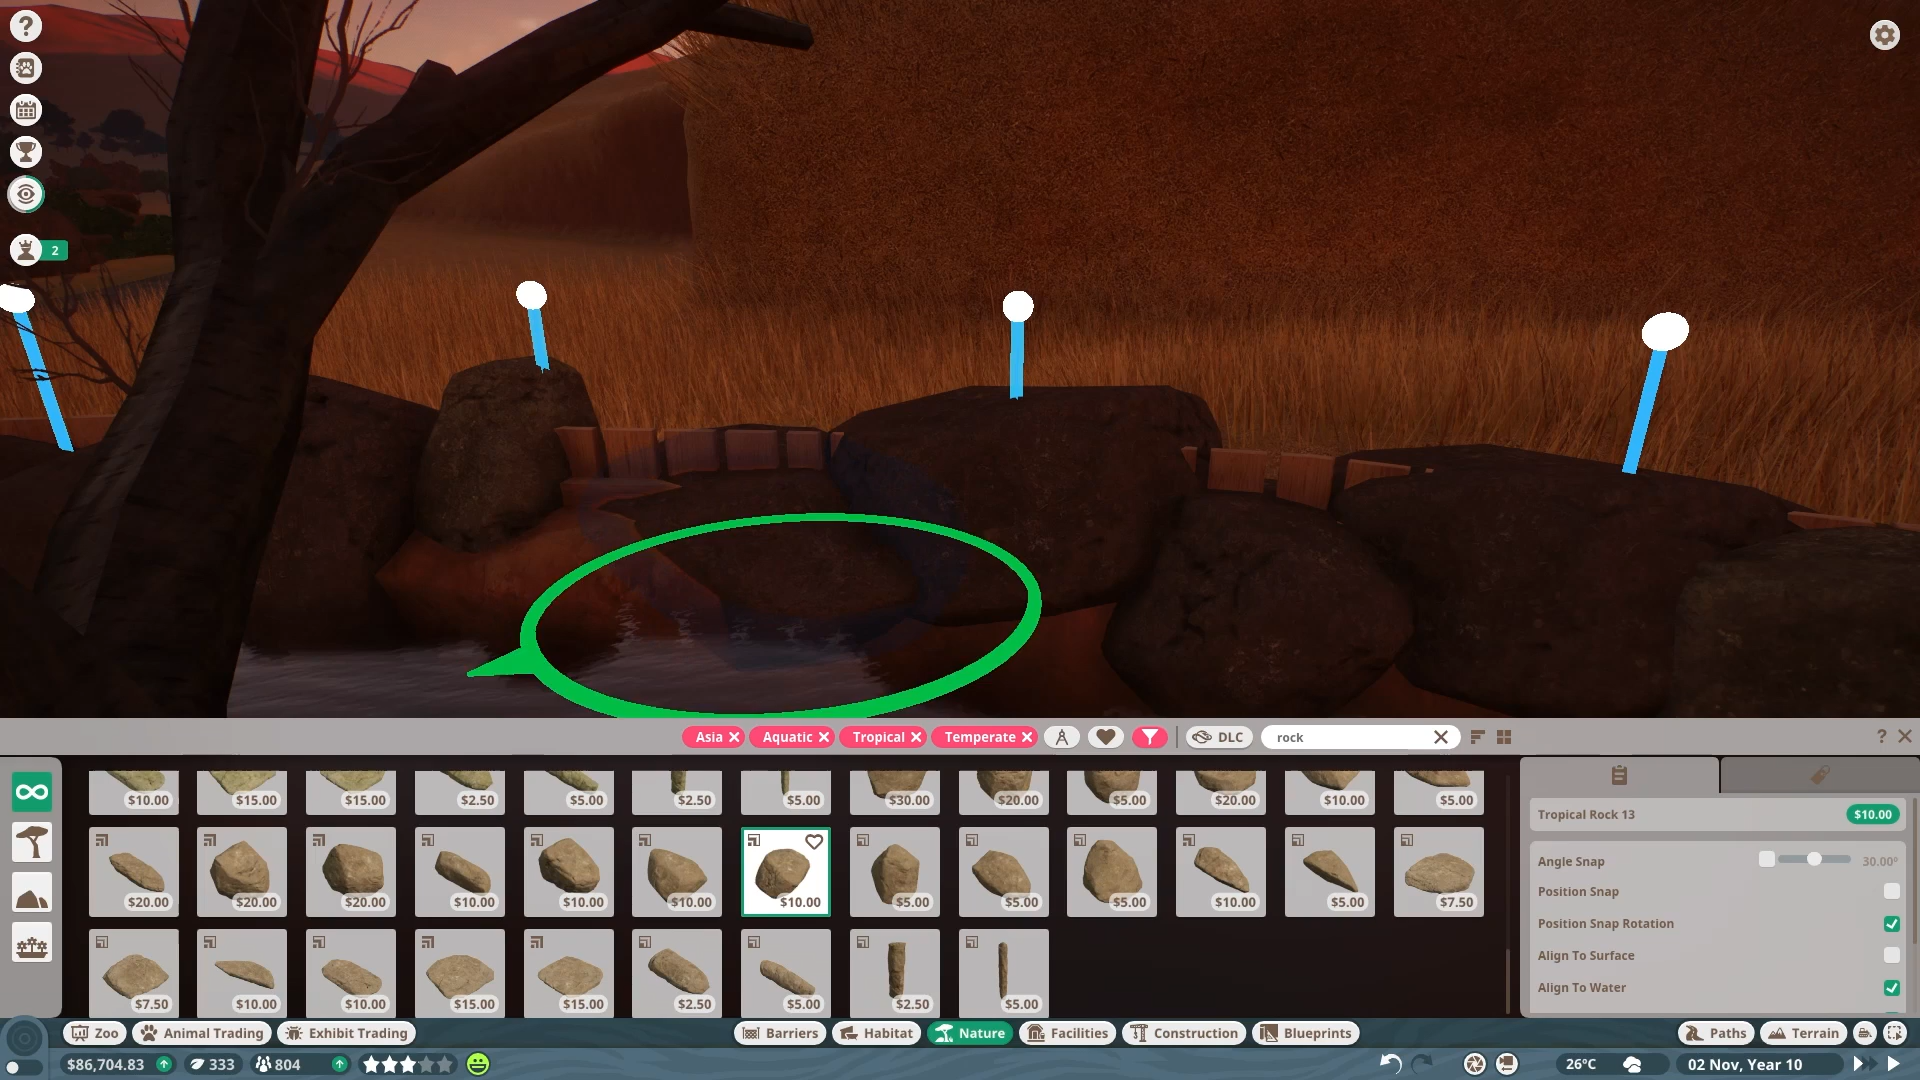 ?
2
Asia
Aquatic
Tropical
Temperate
DLC
rock
?
$10.00 $15.00 $15.00 $2.50 $5.00 $2.50 $5.00 $30.00 $20.00 $5.00 $20.00 $10.00 $5.00
$20.00 $20.00 $20.00 $10.00 $10.00 $10.00 $10.00 $5.00 $5.00 $5.00 $10.00 $5.00 $7.50
$7.50 $10.00 $10.00 $15.00 $15.00 $2.50 $5.00 $2.50 $5.00
Tropical Rock 13 $10.00
Angle Snap 30.00°
Position Snap
Position Snap Rotation
Align To Surface
Align To Water
Zoo
Animal Trading
Exhibit Trading
Barriers
Habitat
Nature
Facilities
Construction
Blueprints
Paths
Terrain
$86,704.83
333
804
26°C
02 Nov, Year 10